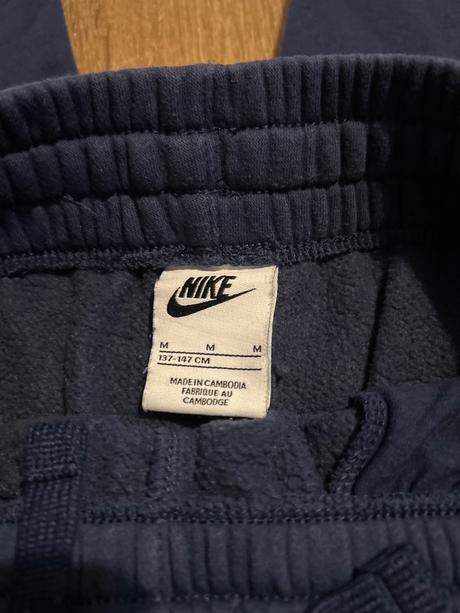 NIKE
M M M
137-147 CM
MADE IN CAMBODIA
FABRIQUE AU
CAMBODGE